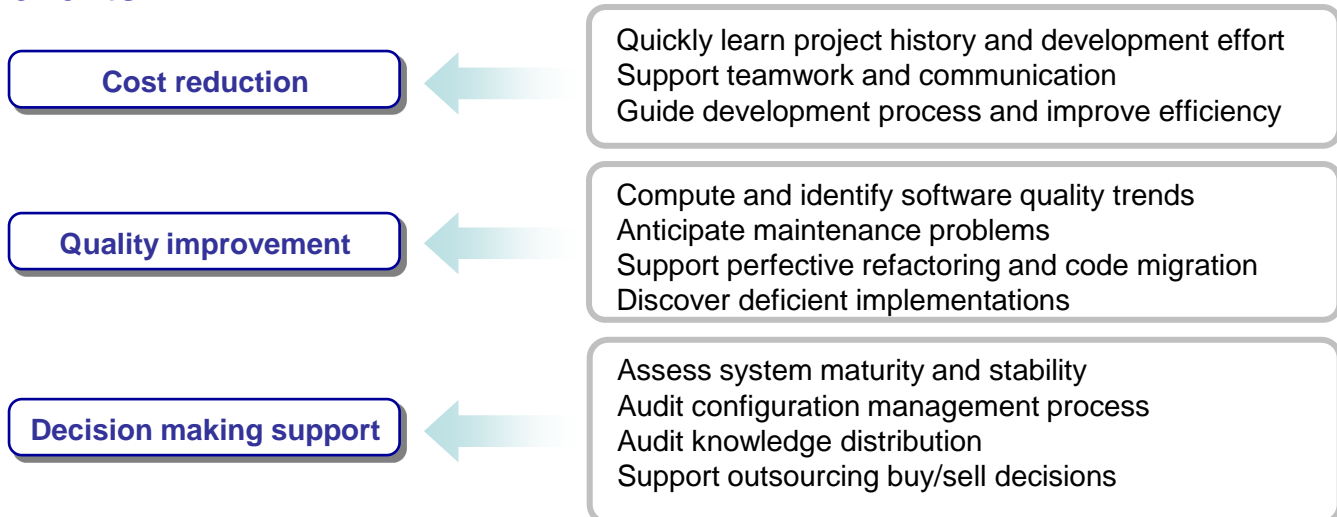 Cost reduction
Quickly learn project history and development effort
Support teamwork and communication
Guide development process and improve efficiency
Quality improvement
Compute and identify software quality trends
Anticipate maintenance problems
Support perfective refactoring and code migration
Discover deficient implementations
Decision making support
Assess system maturity and stability
Audit configuration management process
Audit knowledge distribution
Support outsourcing buy/sell decisions